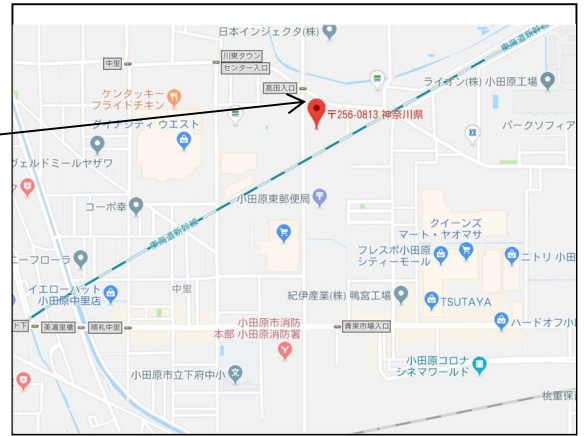 日本インジェクタ(株)
東海道新幹線
川東タウン
センター入口
中里
高田入口
ライオン(株) 小田原工場
ケンタッキー
フライドチキン
〒256-0813 神奈川県
ダイナシティ ウエスト
パークソフィア
ヴェルドミールヤザワ
小田原東郵便局
コーポ幸
クイーンズ
マート・ヤオマサ
東海道新幹線
フレスポ小田原
シティーモール
ニトリ 小田
ニーフローラ
イエローハット
小田原中里店
中里
紀伊産業(株) 鴨宮工場
TSUTAYA
ト下
美濃里橋
順礼中里
小田原市消防
本部 小田原消防署
青果市場入口
ハードオフ小
小田原コロナ
シネマワールド
小田原市立下府中小
桃重保